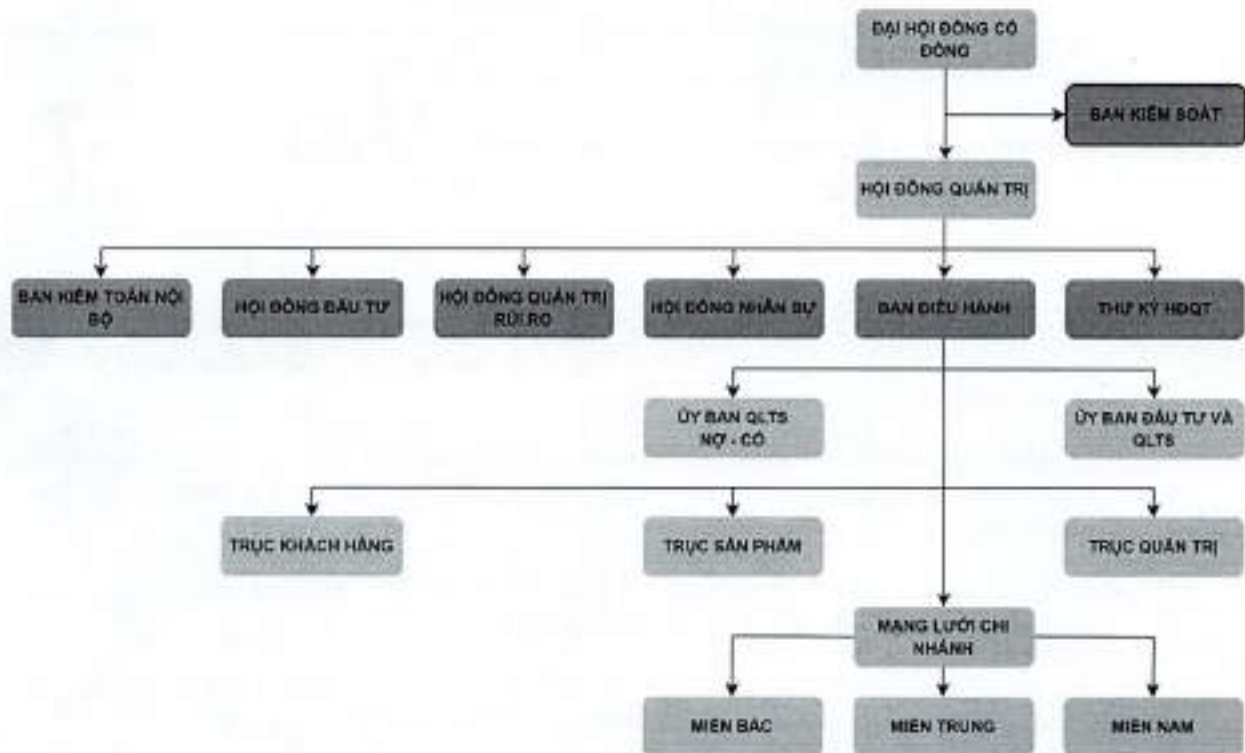 ĐẠI HỘI ĐỒNG CỔ
ĐÔNG
BAN KIỂM SOÁT
HỘI ĐỒNG QUẢN TRỊ
BAN KIỂM TOÁN NỘI
BỘ
HỘI ĐỒNG ĐẦU TƯ
HỘI ĐỒNG QUẢN TRỊ
RỦI RO
HỘI ĐỒNG NHÂN SỰ
BAN ĐIỀU HÀNH
THƯ KÝ HĐQT
ỦY BAN QLTS
NỢ - CÓ
ỦY BAN ĐẦU TƯ VÀ
QLTS
TRỤC KHÁCH HÀNG
TRỤC SẢN PHẨM
TRỤC QUẢN TRỊ
MẠNG LƯỚI CHI
NHÁNH
MIỀN BẮC
MIỀN TRUNG
MIỀN NAM